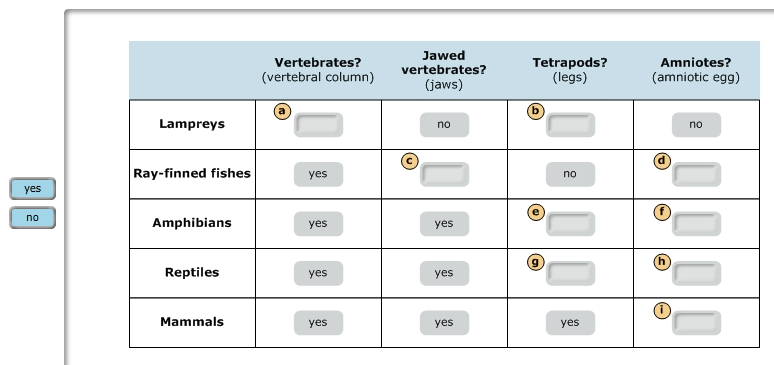 Vertebrates?
(vertebral column)
Jawed
vertebrates?
(jaws)
Tetrapods?
(legs)
Amniotes?
(amniotic egg)
Lampreys
a
no
b
no
Ray-finned fishes
yes
c
no
d
yes
no
Amphibians
yes
yes
e
f
Reptiles
yes
yes
g
h
Mammals
yes
yes
yes
i